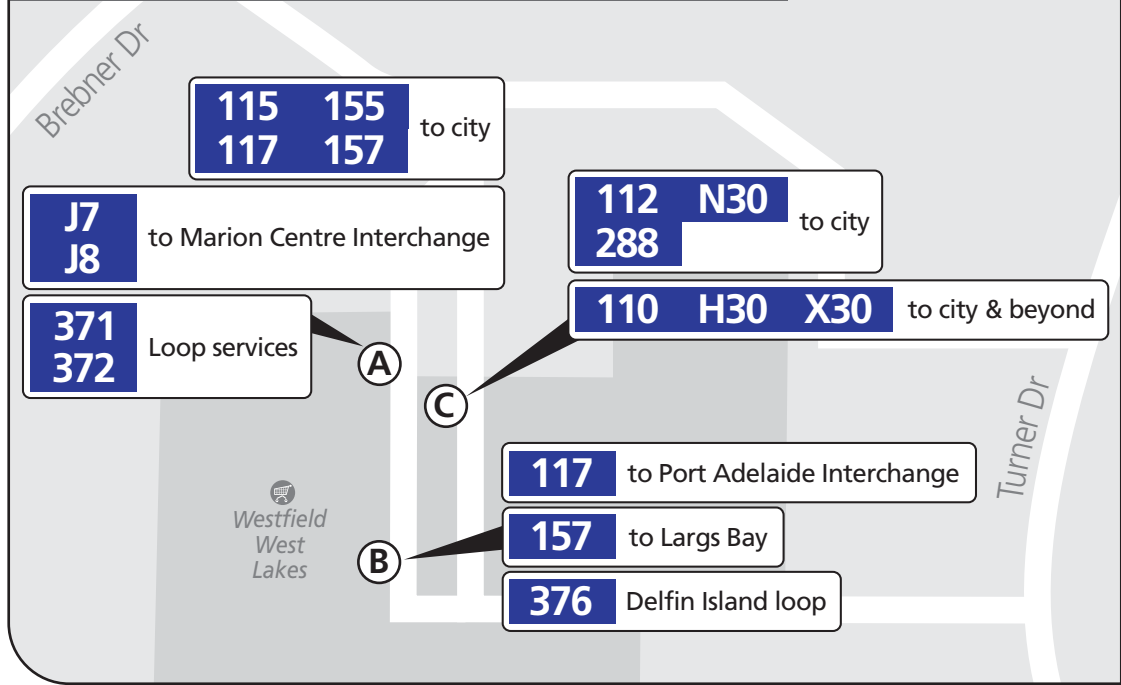 Brebner Dr
115 155
117 157
to city
J7
J8
to Marion Centre Interchange
371
372
Loop services
A
112 N30
288
to city
110 H30 X30 to city & beyond
C
Turner Dr
117 to Port Adelaide Interchange
157 to Largs Bay
376 Delfin Island loop
B
Westfield
West
Lakes